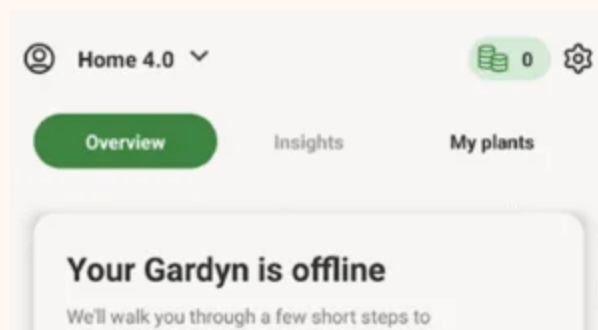 Home 4.0 0
Overview Insights My plants
Your Gardyn is offline
We'll walk you through a few short steps to